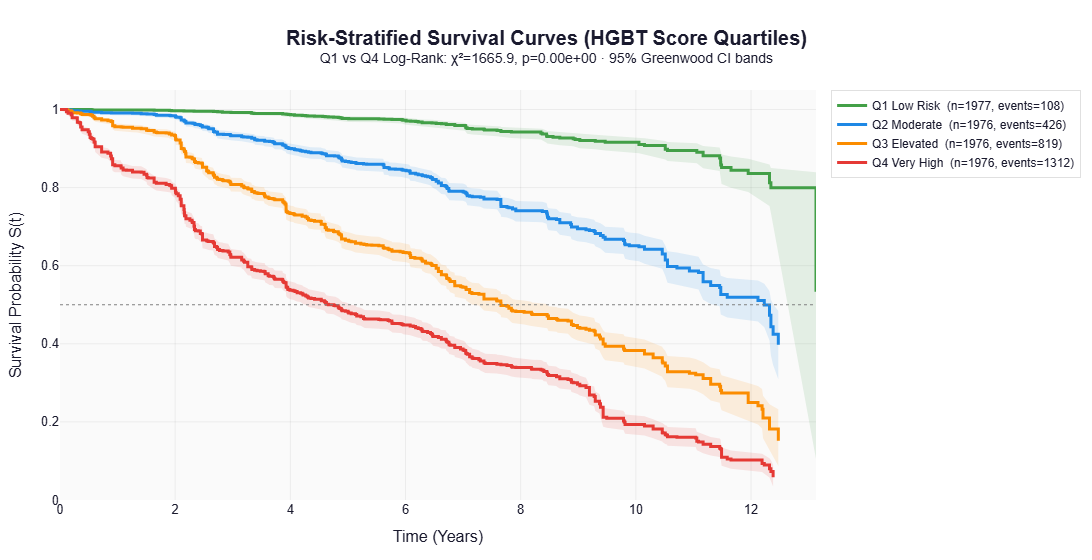 Risk-Stratified Survival Curves (HGBT Score Quartiles)
Q1 vs Q4 Log-Rank: χ²=1665.9, p=0.00e+00 · 95% Greenwood CI bands
Q1 Low Risk (n=1977, events=108)
Q2 Moderate (n=1976, events=426)
Q3 Elevated (n=1976, events=819)
Q4 Very High (n=1976, events=1312)
Survival Probability S(t)
1
0.8
0.6
0.4
0.2
0
0 2 4 6 8 10 12
Time (Years)